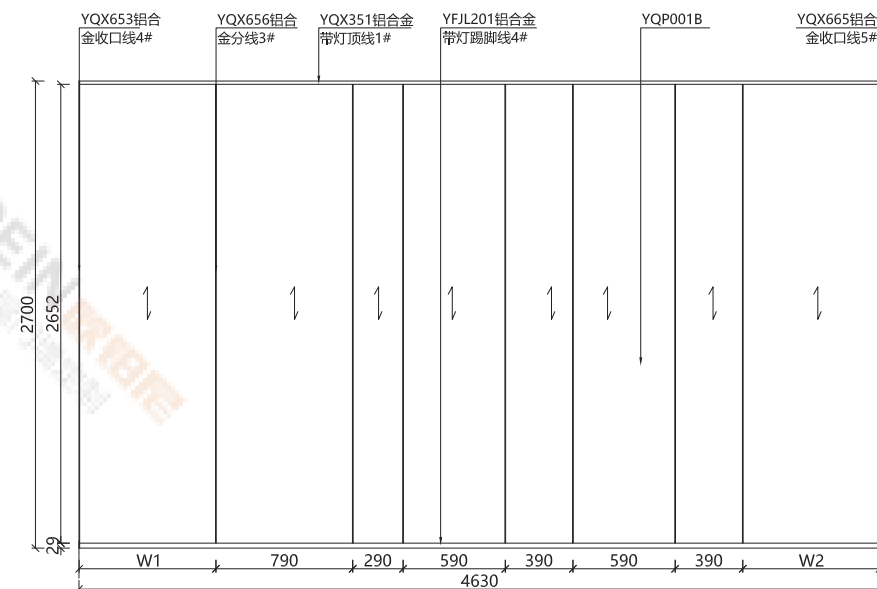 YQX653铝合
金收口线4#
YQX656铝合
金分线3#
YQX351铝合金
带灯顶线1#
YFJL201铝合金
带灯踢脚线4#
YQP001B
YQX665铝合
金收口线5#
2700
2652
29
EIN
欧铂尼
W1
790
290
590
390
590
390
W2
4630